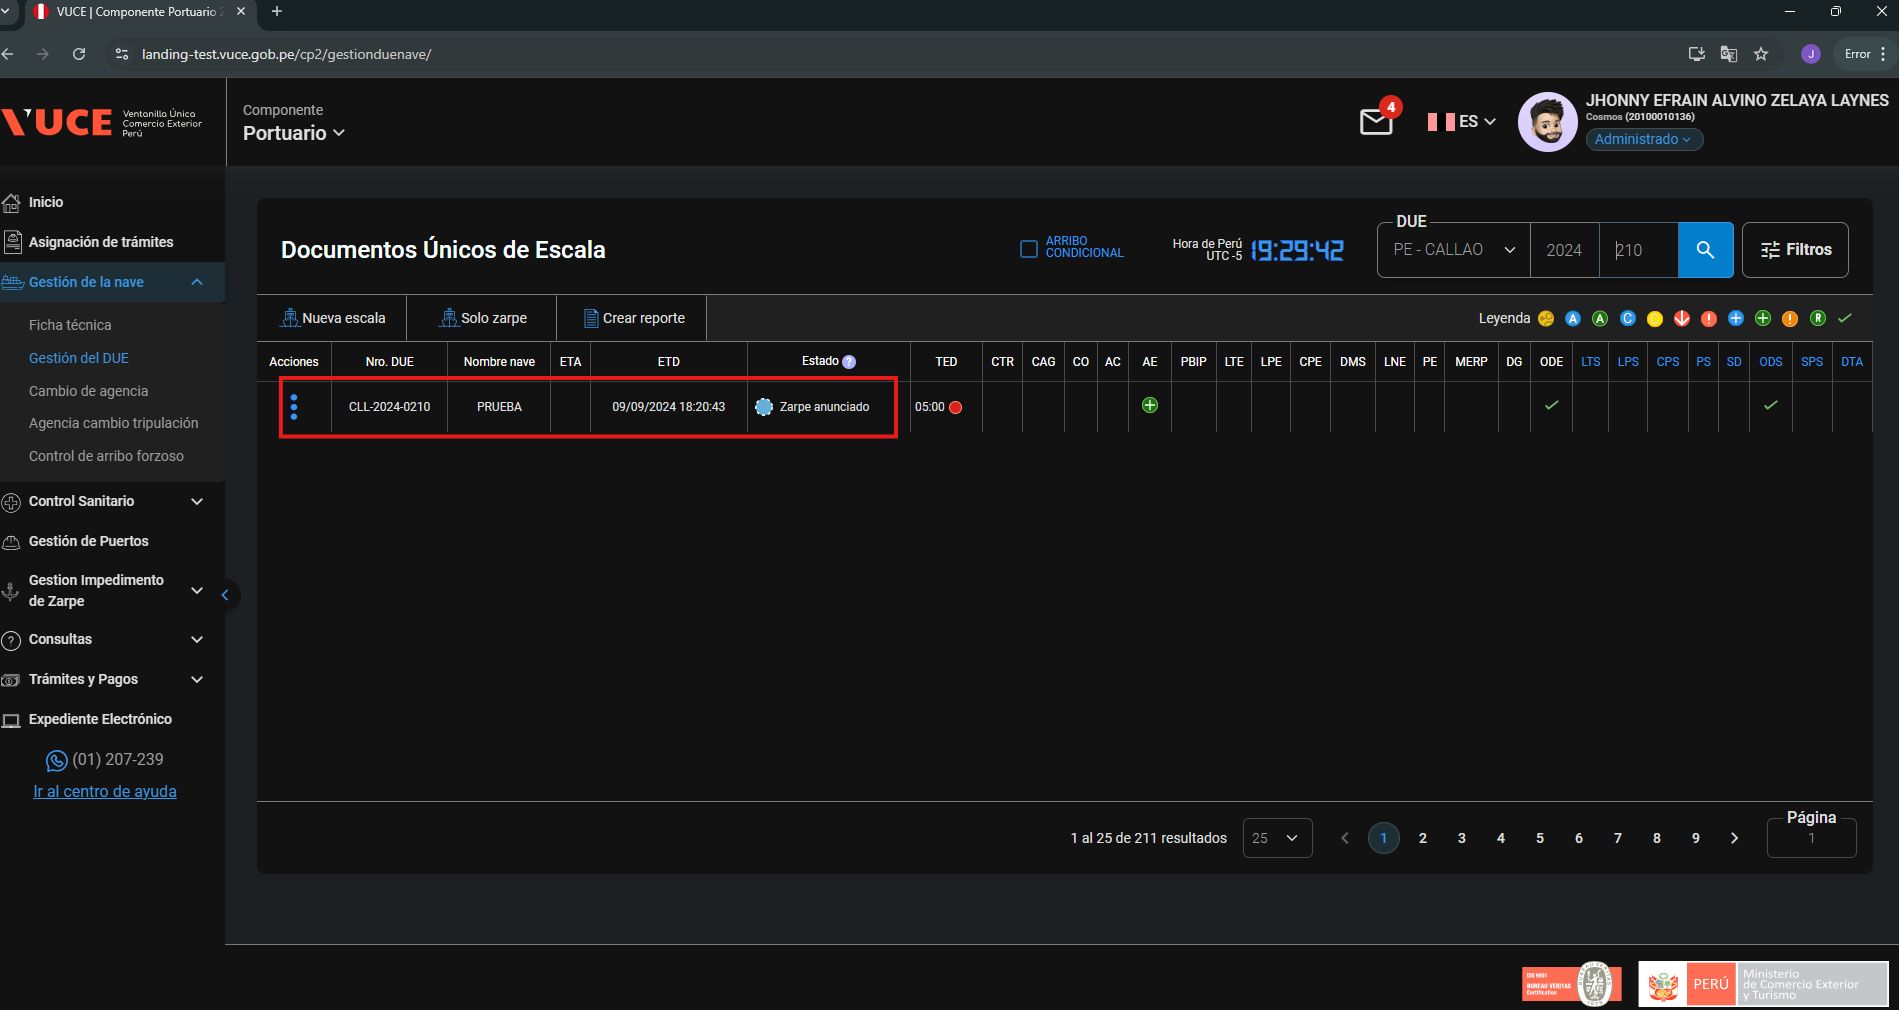 VUCE | Componente Portuario 2
landing-test.vuce.gob.pe/cp2/gestionduenave/
J
Error
VUCE
Ventanilla Única
Comercio Exterior
Perú
Componente
Portuario
4
ES
JHONNY EFRAIN ALVINO ZELAYA LAYNES
Cosmos (20100010136)
Administrado
Inicio
Asignación de trámites
Gestión de la nave
Ficha técnica
Gestión del DUE
Cambio de agencia
Agencia cambio tripulación
Control de arribo forzoso
Control Sanitario
Gestión de Puertos
Gestion Impedimento
de Zarpe
Consultas
Trámites y Pagos
Expediente Electrónico
(01) 207-239
Ir al centro de ayuda
Documentos Únicos de Escala
ARRIBO
CONDICIONAL
Hora de Perú
UTC -5
19:29:42
DUE
PE - CALLAO
2024
210
Filtros
Nueva escala
Solo zarpe
Crear reporte
Leyenda
A
A
C
C
!
!
R
Acciones Nro. DUE Nombre nave ETA ETD Estado ? TED CTR CAG CO AC AE PBIP LTE LPE CPE DMS LNE PE MERP DG ODE LTS LPS CPS PS SD ODS SPS DTA
CLL-2024-0210 PRUEBA 09/09/2024 18:20:43 Zarpe anunciado 05:00
1 al 25 de 211 resultados
25
1 2 3 4 5 6 7 8 9
Página
1
ISO 9001
BUREAU VERITAS
Certification
PERÚ
Ministerio
de Comercio Exterior
y Turismo